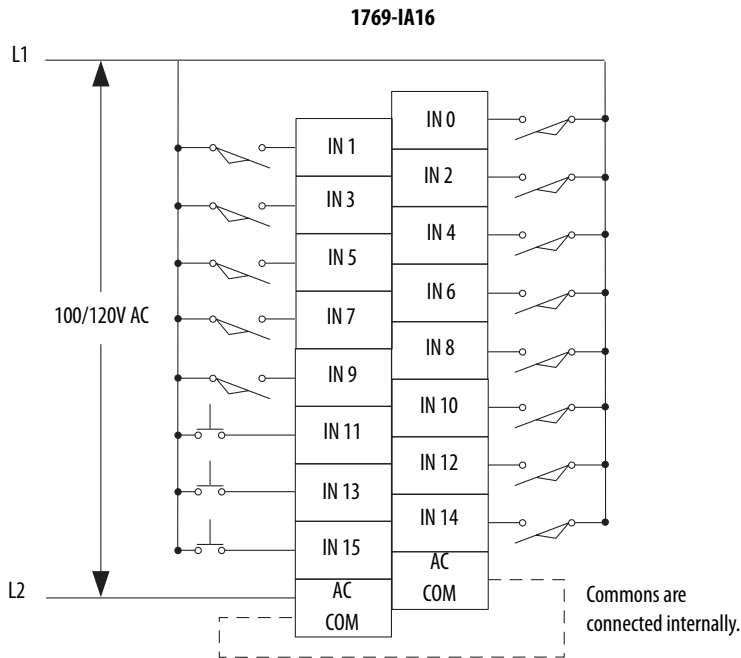 1769-IA16
L1
IN 0
IN 1
IN 2
IN 3
IN 4
IN 5
IN 6
100/120V AC
IN 7
IN 8
IN 9
IN 10
IN 11
IN 12
IN 13
IN 14
IN 15
AC
COM
L2
AC
COM
Commons are
connected internally.